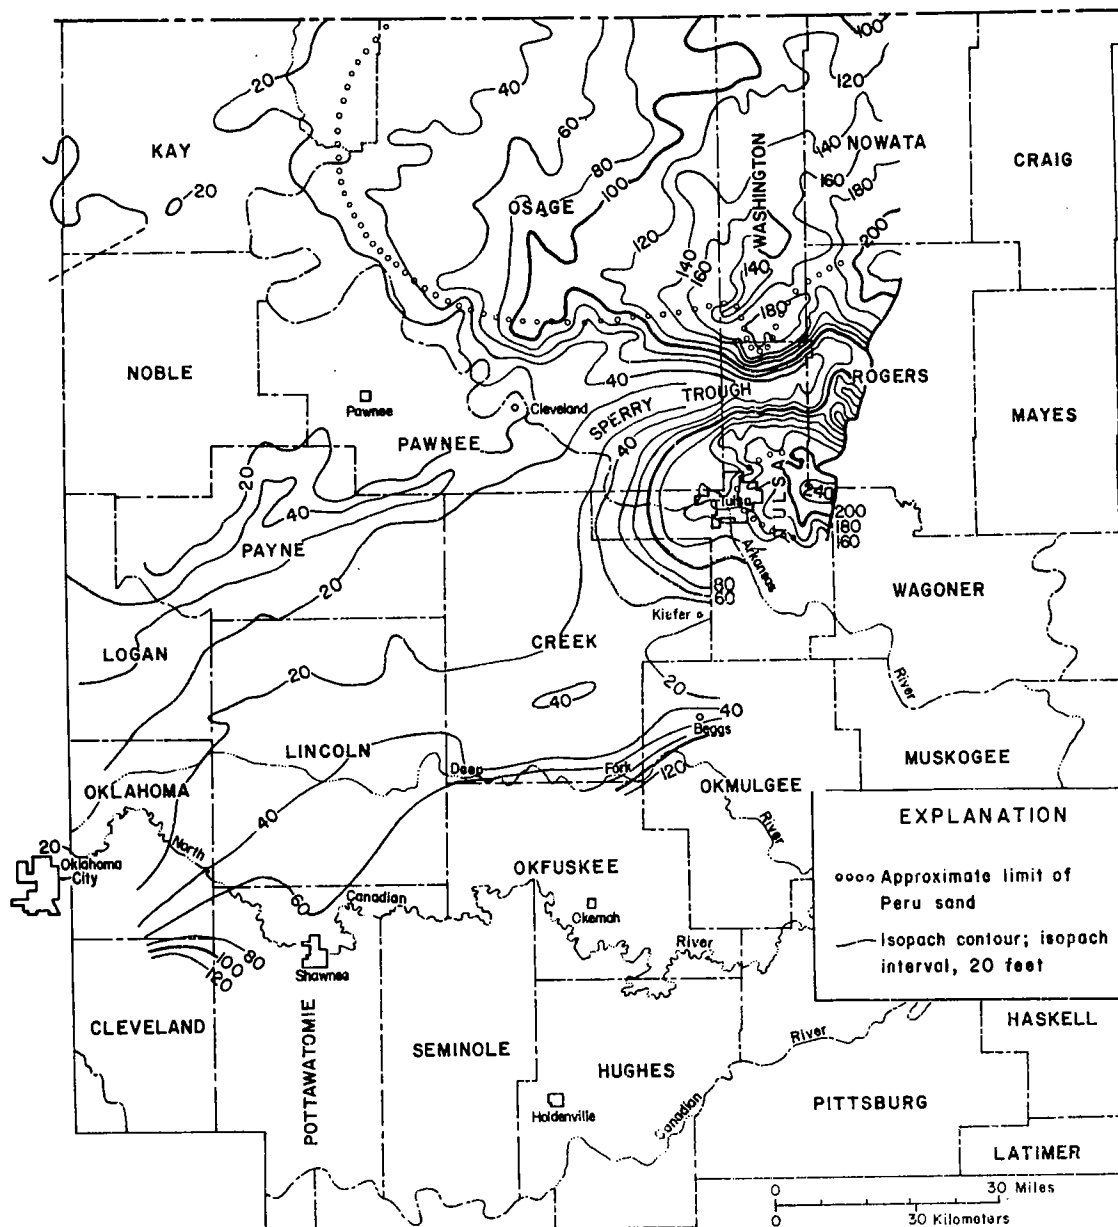 100
20
40
120
60
KAY
140
NOWATA
WASHINGTON
CRAIG
80
160
20
100
180
OSAGE
120
200
140
160
140
180
NOBLE
40
TROUGH
ROGERS
Pawnee
SPERRY
Cleveland
MAYES
PAWNEE
40
20
TULSA
240
Tulsa
40
200
180
160
PAYNE
Arkansas
20
80
60
WAGONER
Kiefer
CREEK
LOGAN
20
River
20
40
40
Beggs
LINCOLN
Deep
Fork
120
MUSKOGEE
OKLAHOMA
OKMULGEE
40
River
EXPLANATION
North
20
Oklahoma
City
OKFUSKEE
Approximate limit of
Peru sand
60
Canadian
Okemah
River
Isopach contour; isopach
interval, 20 feet
80
100
120
Shawnee
CLEVELAND
POTTAWATOMIE
SEMINOLE
River
HASKELL
HUGHES
Holdenville
Canadian
PITTSBURG
LATIMER
0 30 Miles
0 30 Kilometers